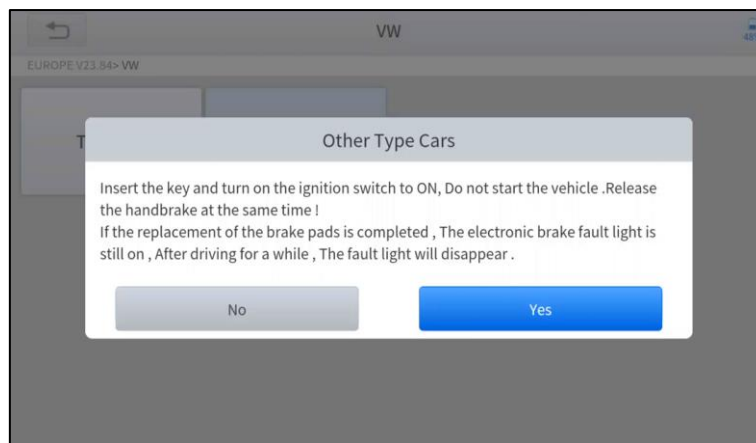 VW
48%
EUROPE V23.84> VW
T
Other Type Cars
Insert the key and turn on the ignition switch to ON, Do not start the vehicle .Release
the handbrake at the same time !
If the replacement of the brake pads is completed , The electronic brake fault light is
still on , After driving for a while , The fault light will disappear .
No
Yes